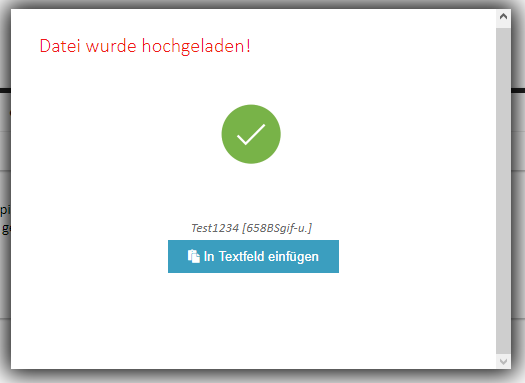 Datei wurde hochgeladen!
Test1234 [658BSgif-u.]
In Textfeld einfügen